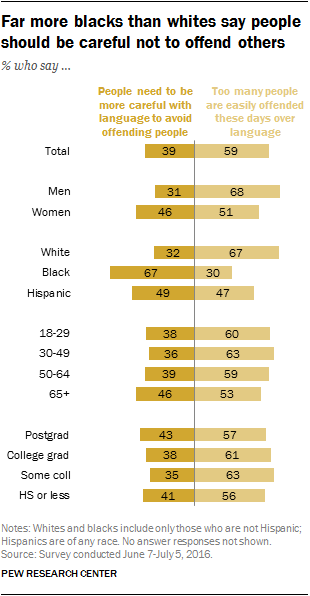 Far more blacks than whites say people
should be careful not to offend others
% who say ...
People need to be
more careful with
language to avoid
offending people
Too many people
are easily offended
these days over
language
Total 39 59
Men 31 68
Women 46 51
White 32 67
Black 67 30
Hispanic 49 47
18-29 38 60
30-49 36 63
50-64 39 59
65+ 46 53
Postgrad 43 57
College grad 38 61
Some coll 35 63
HS or less 41 56
Notes: Whites and blacks include only those who are not Hispanic;
Hispanics are of any race. No answer responses not shown.
Source: Survey conducted June 7-July 5, 2016.
PEW RESEARCH CENTER